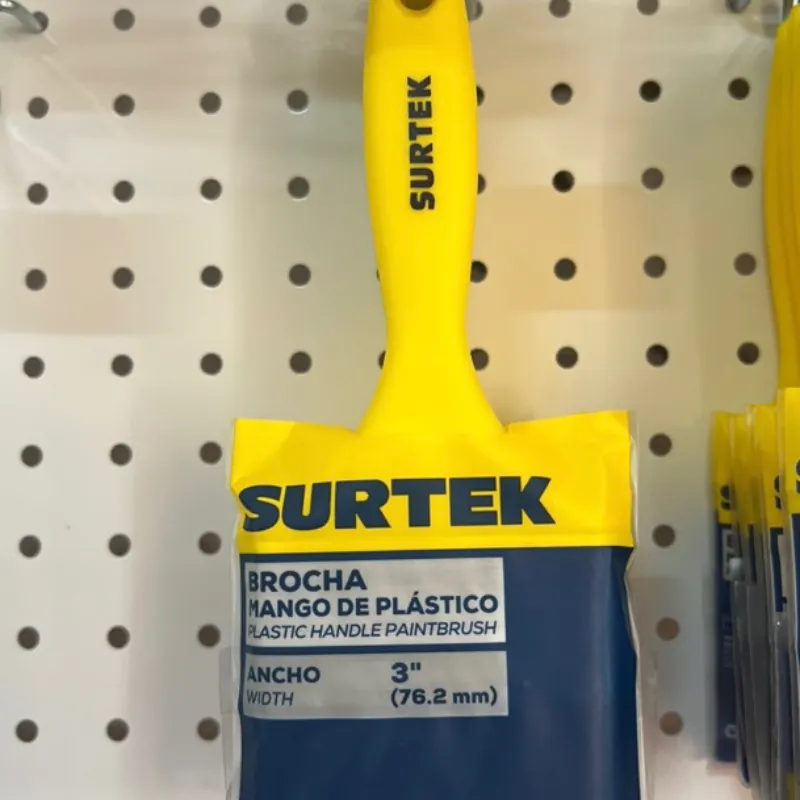 SURTEK
SURTEK
BROCHA
MANGO DE PLÁSTICO
PLASTIC HANDLE PAINTBRUSH
ANCHO 3"
WIDTH (76.2 mm)